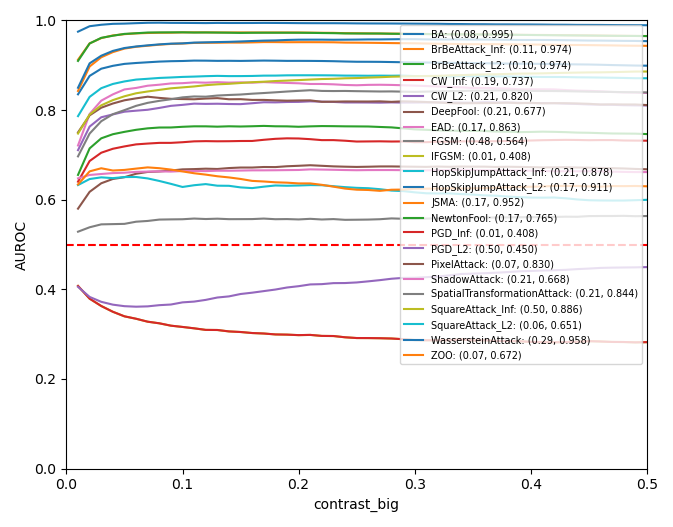 1.0
0.8
0.6
0.4
0.2
0.0
AUROC
BA: (0.08, 0.995)
BrBeAttack_Inf: (0.11, 0.974)
BrBeAttack_L2: (0.10, 0.974)
CW_Inf: (0.19, 0.737)
CW_L2: (0.21, 0.820)
DeepFool: (0.21, 0.677)
EAD: (0.17, 0.863)
FGSM: (0.48, 0.564)
IFGSM: (0.01, 0.408)
HopSkipJumpAttack_Inf: (0.21, 0.878)
HopSkipJumpAttack_L2: (0.17, 0.911)
JSMA: (0.17, 0.952)
NewtonFool: (0.17, 0.765)
PGD_Inf: (0.01, 0.408)
PGD_L2: (0.50, 0.450)
PixelAttack: (0.07, 0.830)
ShadowAttack: (0.21, 0.668)
SpatialTransformationAttack: (0.21, 0.844)
SquareAttack_Inf: (0.50, 0.886)
SquareAttack_L2: (0.06, 0.651)
WassersteinAttack: (0.29, 0.958)
ZOO: (0.07, 0.672)
0.0 0.1 0.2 0.3 0.4 0.5
contrast_big